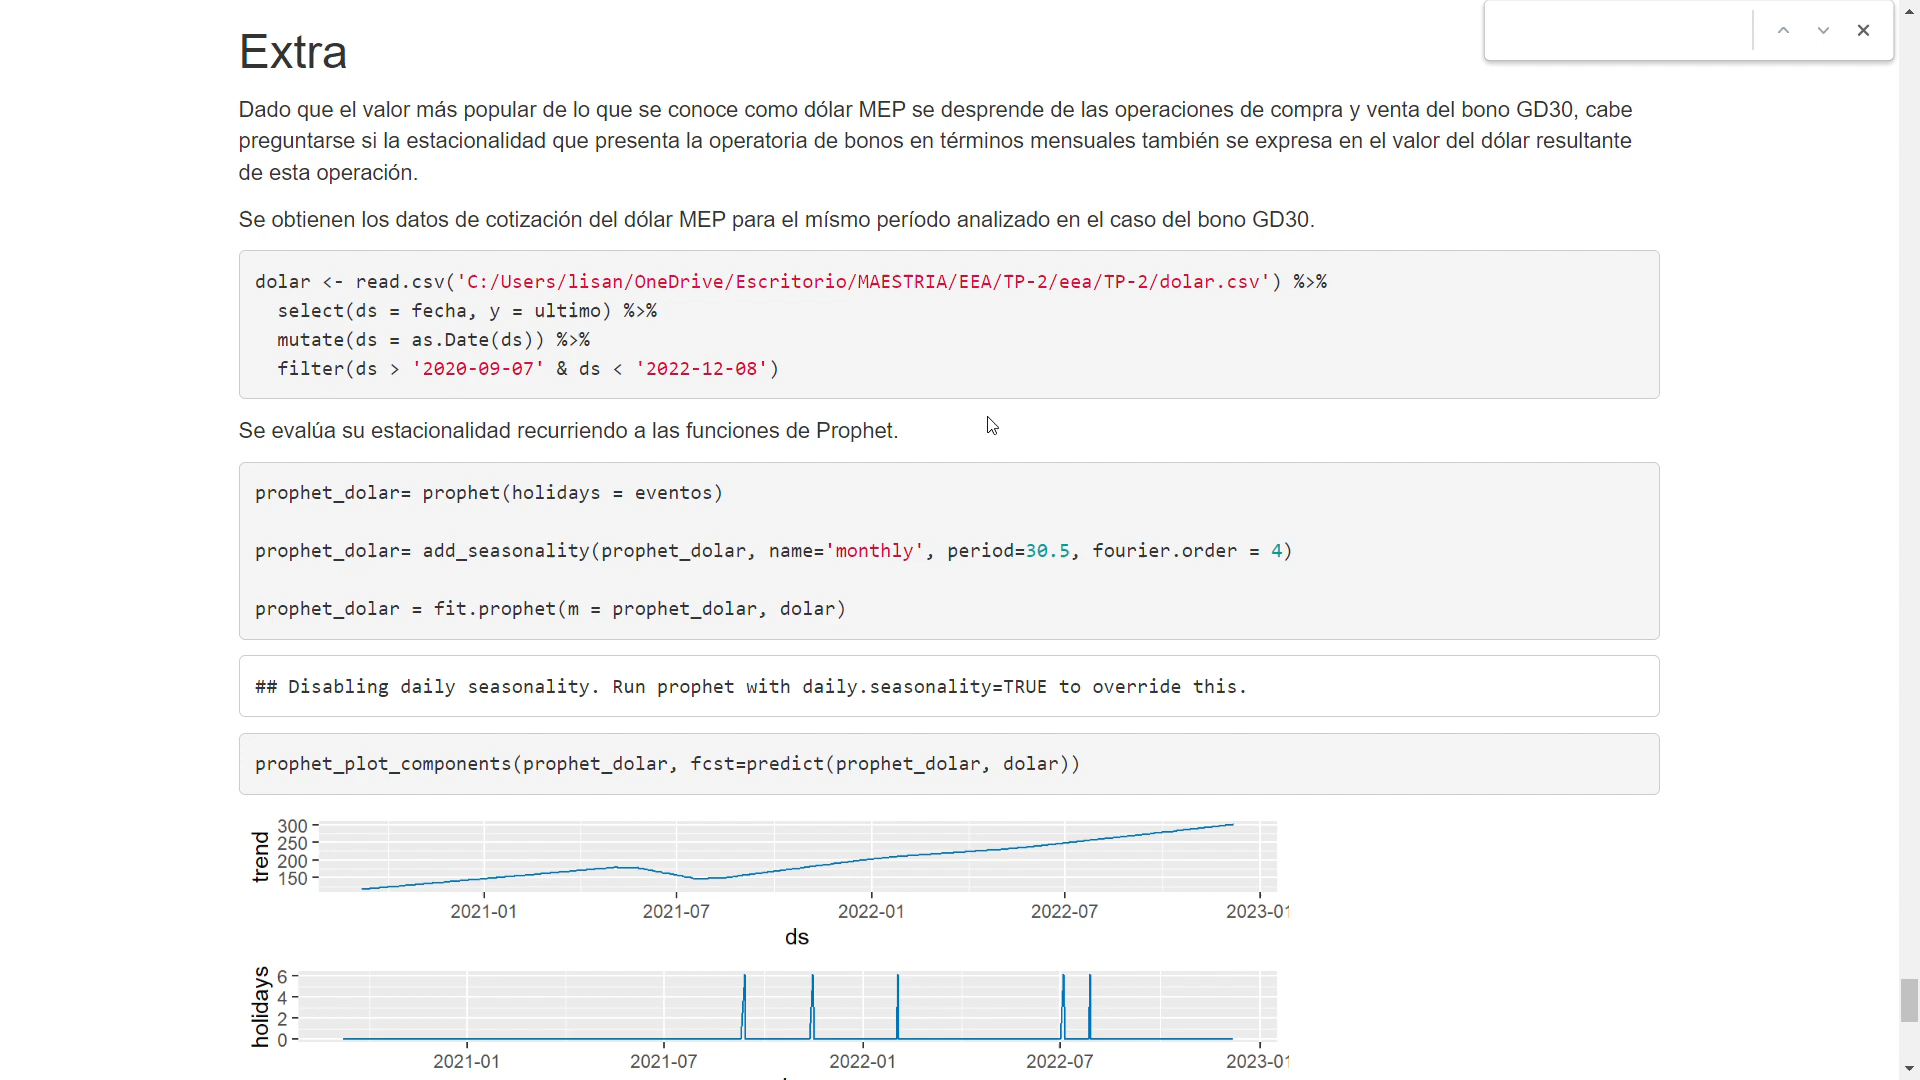 Extra
Dado que el valor más popular de lo que se conoce como dólar MEP se desprende de las operaciones de compra y venta del bono GD30, cabe
preguntarse si la estacionalidad que presenta la operatoria de bonos en términos mensuales también se expresa en el valor del dólar resultante
de esta operación.
Se obtienen los datos de cotización del dólar MEP para el mísmo período analizado en el caso del bono GD30.
dolar <- read.csv('C:/Users/lisan/OneDrive/Escritorio/MAESTRIA/EEA/TP-2/eea/TP-2/dolar.csv') %>%
  select(ds = fecha, y = ultimo) %>%
  mutate(ds = as.Date(ds)) %>%
  filter(ds > '2020-09-07' & ds < '2022-12-08')
Se evalúa su estacionalidad recurriendo a las funciones de Prophet.
prophet_dolar= prophet(holidays = eventos)
prophet_dolar= add_seasonality(prophet_dolar, name='monthly', period=30.5, fourier.order = 4)
prophet_dolar = fit.prophet(m = prophet_dolar, dolar)
## Disabling daily seasonality. Run prophet with daily.seasonality=TRUE to override this.
prophet_plot_components(prophet_dolar, fcst=predict(prophet_dolar, dolar))
trend
300
250
200
150
2021-01 2021-07 2022-01 2022-07 2023-01
ds
holidays
6
4
2
0
2021-01 2021-07 2022-01 2022-07 2023-01